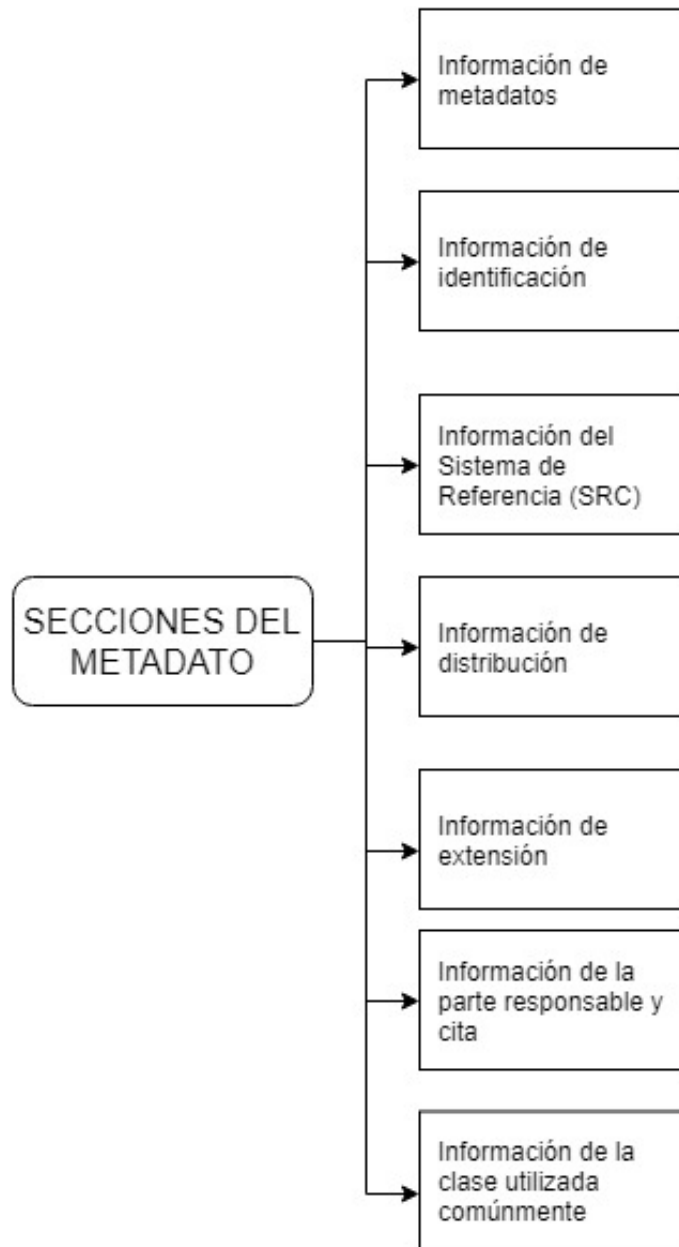 Información de
metadatos
Información de
identificación
Información del
Sistema de
Referencia (SRC)
SECCIONES DEL
METADATO
Información de
distribución
Información de
extensión
Información de la
parte responsable y
cita
Información de la
clase utilizada
comúnmente